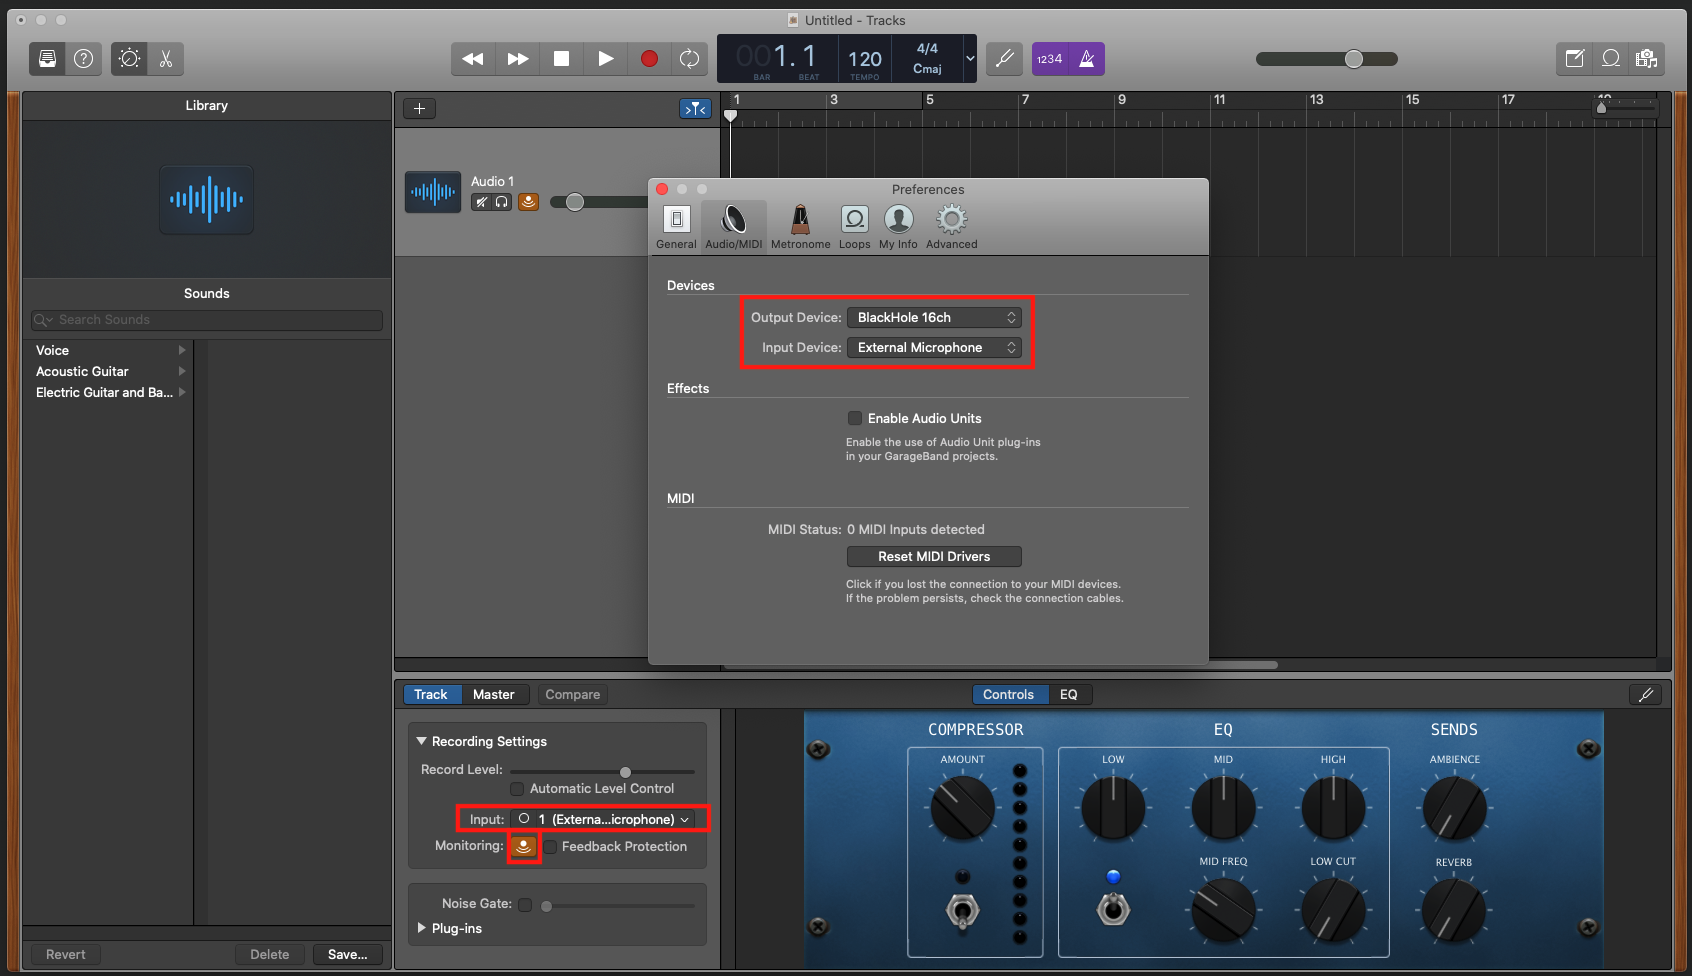 Untitled - Tracks
001.1
BAR
BEAT
120
TEMPO
4/4
Cmaj
1234
Library
1
3
5
7
9
11
13
15
17
Audio 1
Sounds
Search Sounds
Voice
Acoustic Guitar
Electric Guitar and Ba...
Preferences
General
Audio/MIDI
Metronome
Loops
My Info
Advanced
Devices
Output Device: BlackHole 16ch
Input Device: External Microphone
Effects
Enable Audio Units
Enable the use of Audio Unit plug-ins
in your GarageBand projects.
MIDI
MIDI Status: 0 MIDI Inputs detected
Reset MIDI Drivers
Click if you lost the connection to your MIDI devices.
If the problem persists, check the connection cables.
Track
Master
Compare
Controls
EQ
Recording Settings
Record Level:
Automatic Level Control
Input: 1 (Externa...icrophone)
Monitoring: Feedback Protection
Noise Gate:
Plug-ins
COMPRESSOR
AMOUNT
EQ
LOW
MID
HIGH
MID FREQ
LOW CUT
SENDS
AMBIENCE
REVERB
Revert
Delete
Save...